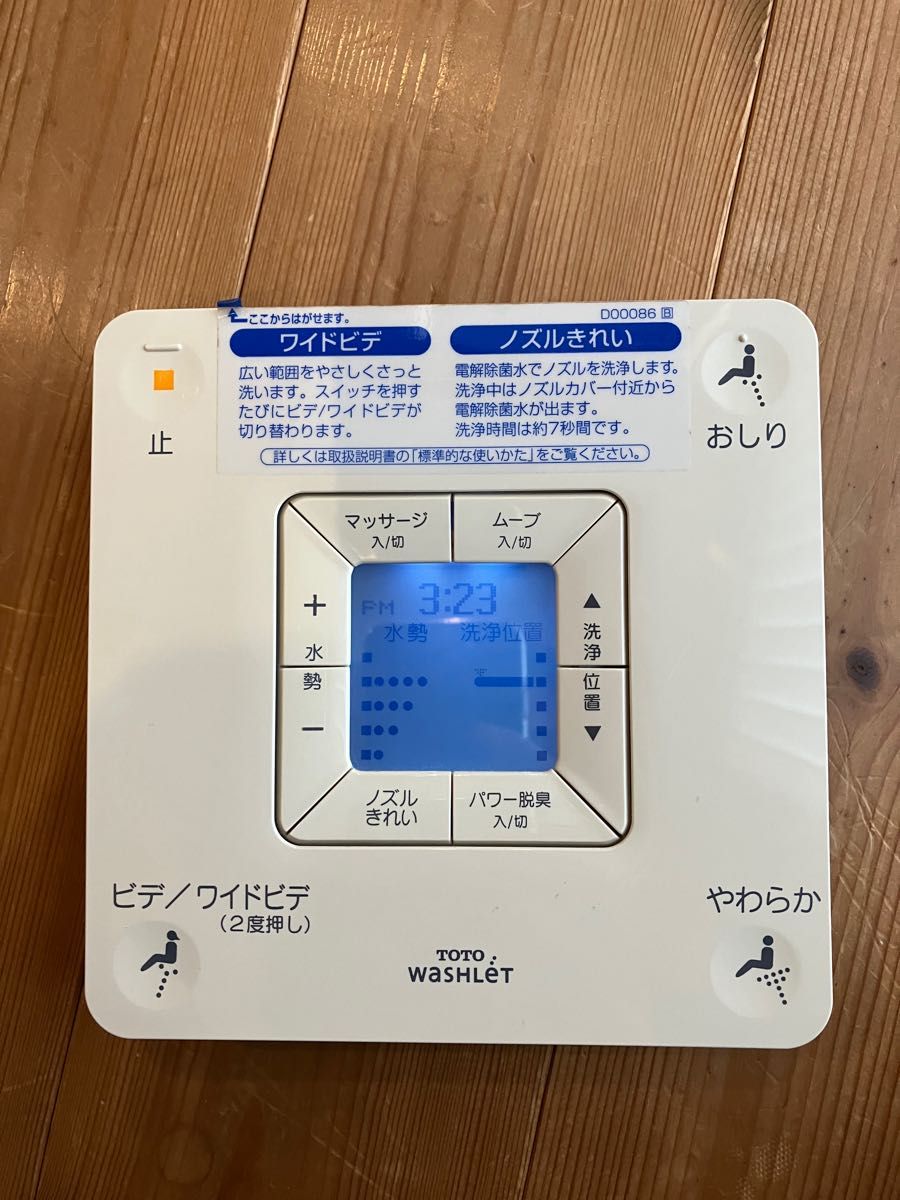 ここからはがせます。
D00086 B
ワイドビデ
広い範囲をやさしくさっと
洗います。スイッチを押す
たびにビデ/ワイドビデが
切り替わります。
ノズルきれい
電解除菌水でノズルを洗浄します。
洗浄中はノズルカバー付近から
電解除菌水が出ます。
洗浄時間は約7秒間です。
詳しくは取扱説明書の「標準的な使いかた」をご覧ください。
止
おしり
マッサージ
入/切
ムーブ
入/切
+
水
勢
−
PM 3:23
水勢 洗浄位置
▲
洗浄
位置
▼
ノズル
きれい
パワー脱臭
入/切
ビデ/ワイドビデ
(2度押し)
やわらか
TOTO
WASHLET